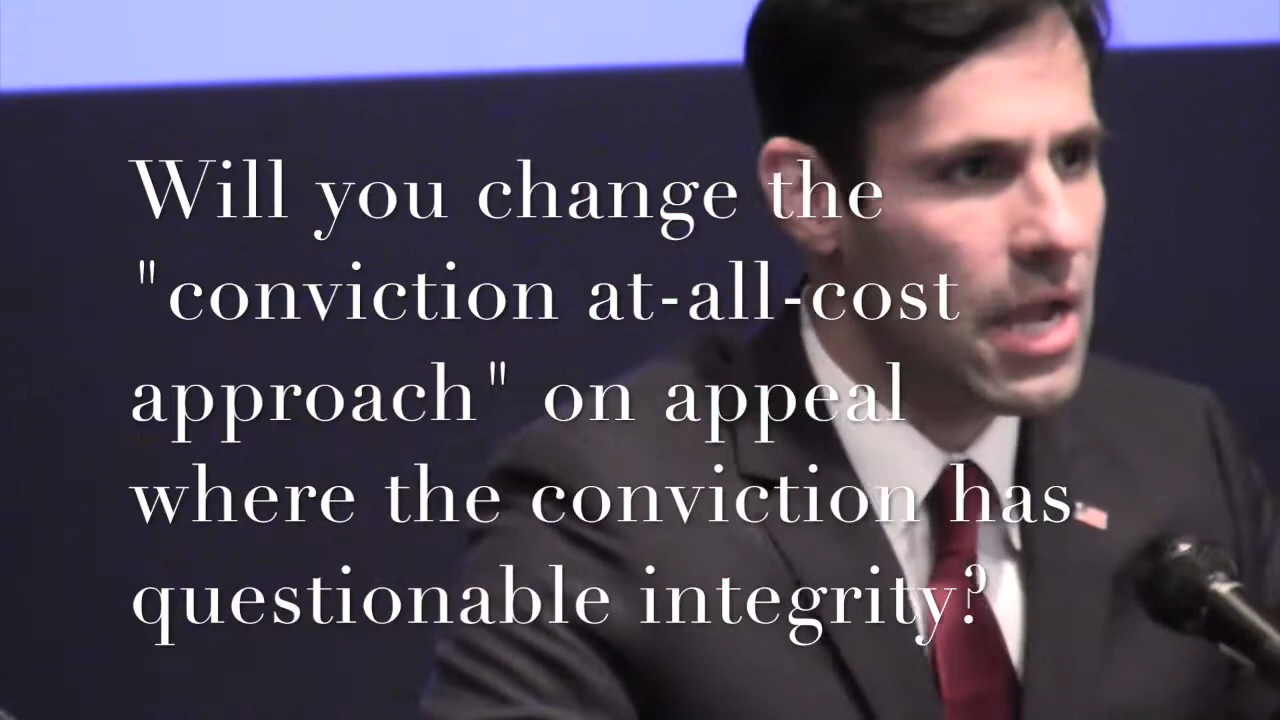 Will you change the
"conviction at-all-cost
approach" on appeal
where the conviction has
questionable integrity?